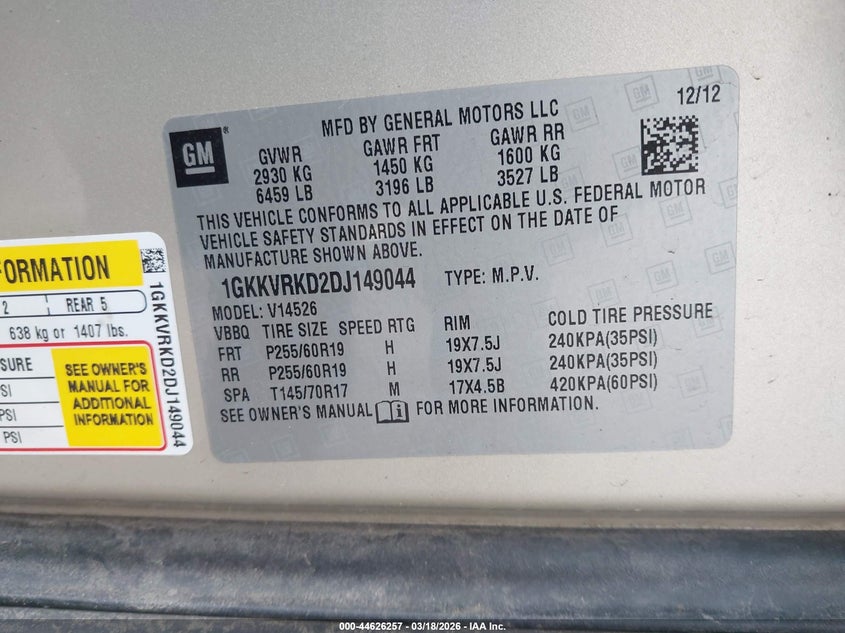 12/12
MFD BY GENERAL MOTORS LLC
GM
GVWR GAWR FRT GAWR RR
2930 KG 1450 KG 1600 KG
6459 LB 3196 LB 3527 LB
THIS VEHICLE CONFORMS TO ALL APPLICABLE U.S. FEDERAL MOTOR
VEHICLE SAFETY STANDARDS IN EFFECT ON THE DATE OF
MANUFACTURE SHOWN ABOVE.
1GKKVRKD2DJ149044 TYPE: M.P.V.
MODEL: V14526
VBBQ TIRE SIZE SPEED RTG RIM COLD TIRE PRESSURE
FRT P255/60R19 H 19X7.5J 240KPA(35PSI)
RR P255/60R19 H 19X7.5J 240KPA(35PSI)
SPA T145/70R17 M 17X4.5B 420KPA(60PSI)
SEE OWNER'S MANUAL FOR MORE INFORMATION.
FORMATION
2 REAR 5
638 kg or 1407 lbs.
SURE
PSI
PSI
PSI
SEE OWNER'S
MANUAL FOR
ADDITIONAL
INFORMATION
1GKKVRKD2DJ149044
000-44626257 - 03/18/2026 - IAA Inc.